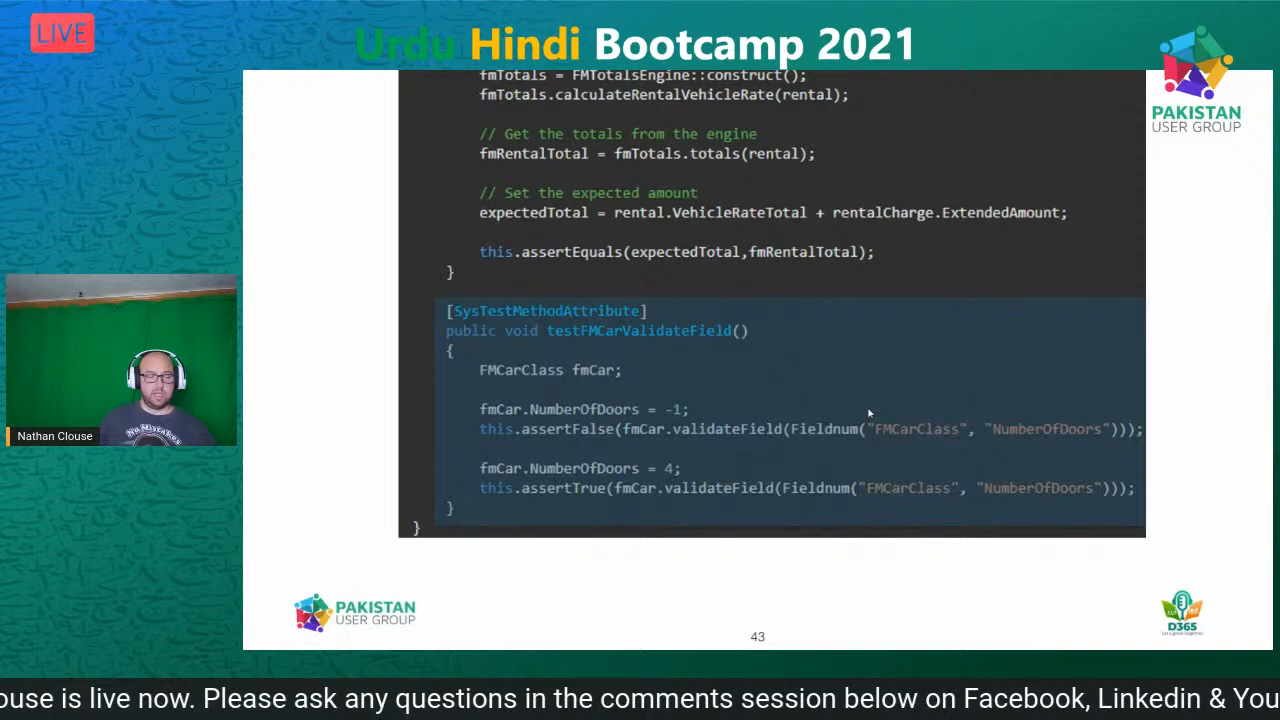 LIVE
Urdu Hindi Bootcamp 2021
PAKISTAN
USER GROUP
fmTotals = FMTotalsEngine::construct();
fmTotals.calculateRentalVehicleRate(rental);
// Get the totals from the engine
fmRentalTotal = fmTotals.totals(rental);
// Set the expected amount
expectedTotal = rental.VehicleRateTotal + rentalCharge.ExtendedAmount;
this.assertEquals(expectedTotal,fmRentalTotal);
}
[SysTestMethodAttribute]
public void testFMCarValidateField()
{
FMCarClass fmCar;
fmCar.NumberOfDoors = -1;
this.assertFalse(fmCar.validateField(Fieldnum("FMCarClass", "NumberOfDoors")));
fmCar.NumberOfDoors = 4;
this.assertTrue(fmCar.validateField(Fieldnum("FMCarClass", "NumberOfDoors")));
}
}
No Mistakes
Nathan Clouse
PAKISTAN
USER GROUP
43
D365
ouse is live now. Please ask any questions in the comments session below on Facebook, Linkedin & You